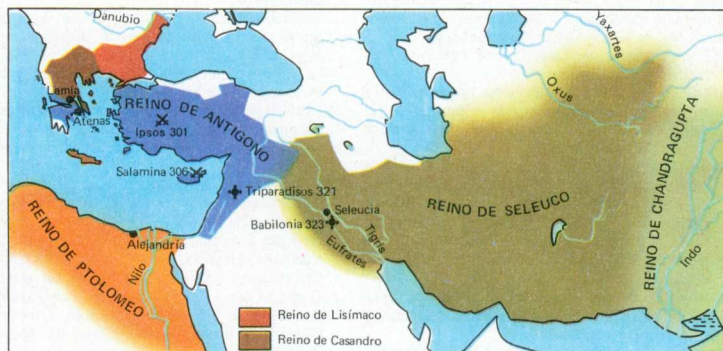 Danubio
Yaxartes
Oxus
Lamia
Atenas
REINO DE ANTIGONO
ipsos 301
Salamina 306
Triparadisos 321
Seleucia
Babilonia 323
Tigris
Eufrates
REINO DE SELEUCO
REINO DE CHANDRAGUPTA
Indo
Alejandría
Nilo
REINO DE PTOLOMEO
Reino de Lisímaco
Reino de Casandro